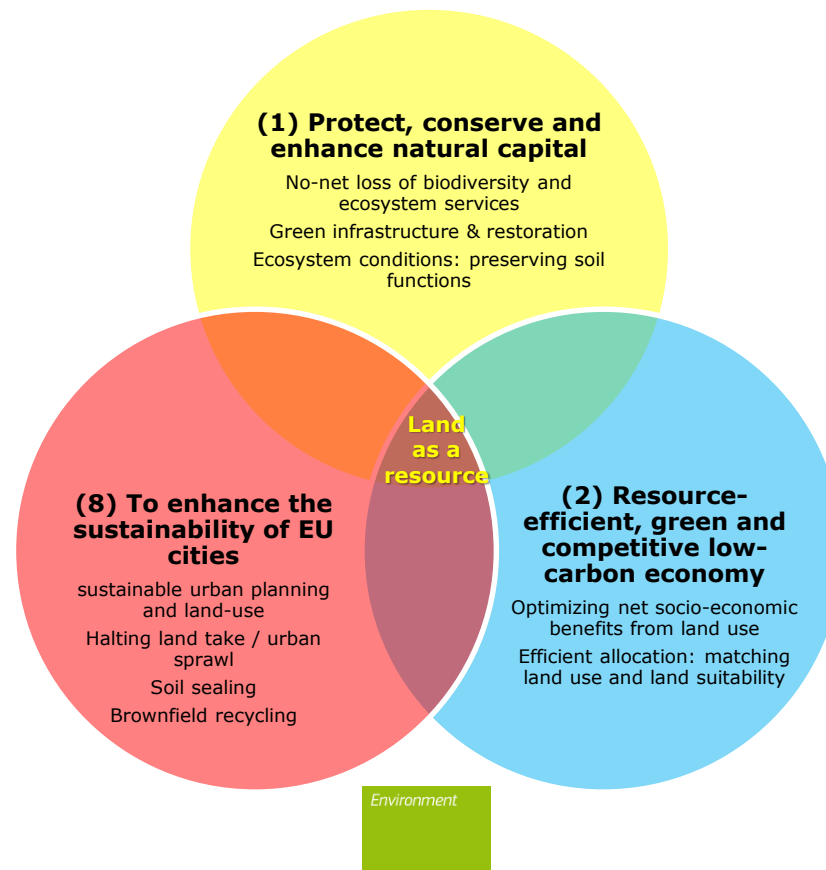 (1) Protect, conserve and
enhance natural capital
No-net loss of biodiversity and
ecosystem services
Green infrastructure & restoration
Ecosystem conditions: preserving soil
functions
Land
as a
resource
(8) To enhance the
sustainability of EU
cities
sustainable urban planning
and land-use
Halting land take / urban
sprawl
Soil sealing
Brownfield recycling
(2) Resource-
efficient, green and
competitive low-
carbon economy
Optimizing net socio-economic
benefits from land use
Efficient allocation: matching
land use and land suitability
Environment